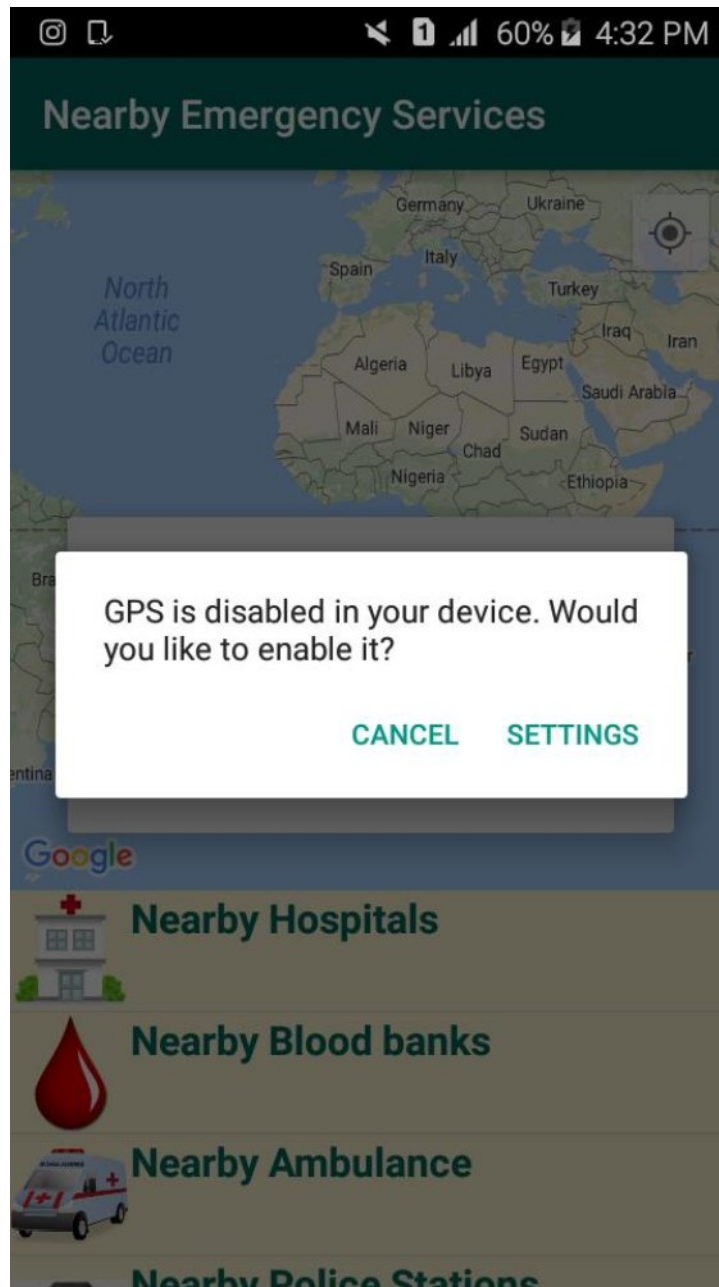 60% 4:32 PM
Nearby Emergency Services
Germany
Ukraine
Spain
Italy
Turkey
North
Atlantic
Ocean
Iraq
Iran
Algeria
Libya
Egypt
Saudi Arabia
Mali
Niger
Chad
Sudan
Nigeria
Ethiopia
Bra
GPS is disabled in your device. Would
you like to enable it?
CANCEL SETTINGS
entina
Google
Nearby Hospitals
Nearby Blood banks
Nearby Ambulance
Nearby Police Stations